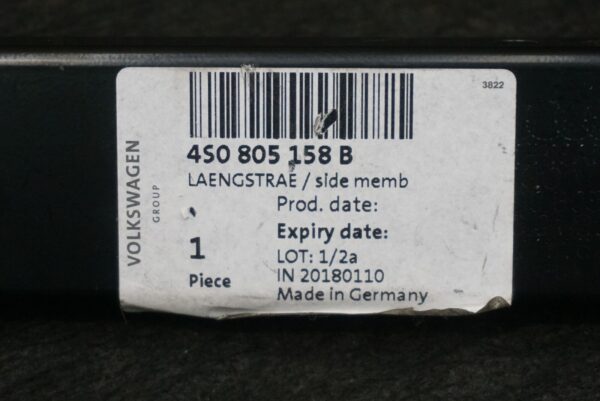 3822
VOLKSWAGEN
GROUP
4S0 805 158 B
LAENGSTRAE / side memb
Prod. date:
Expiry date:
1
Piece
LOT: 1/2a
IN 20180110
Made in Germany